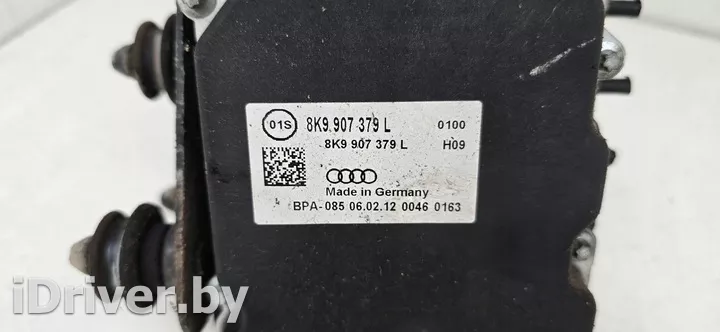 01S 8K9 907 379 L 0100
8K9 907 379 L H09
Made in Germany
BPA-085 06.02.12 0046 0163
iDriver.by